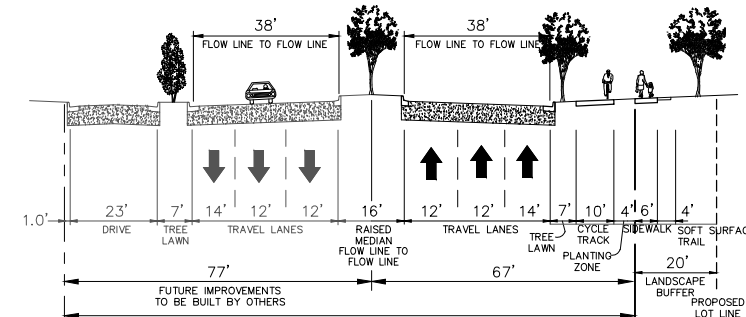 38' 38'
FLOW LINE TO FLOW LINE FLOW LINE TO FLOW LINE
1.0' 23' 7' 14' 12' 12' 16' 12' 12' 14' 7' 10' 4' 6' 4'
DRIVE TREE LAWN TRAVEL LANES RAISED MEDIAN FLOW LINE TO FLOW LINE TRAVEL LANES TREE LAWN CYCLE TRACK PLANTING ZONE SIDEWALK SOFT SURFAC TRAIL
77' 67' 20'
FUTURE IMPROVEMENTS
TO BE BUILT BY OTHERS
LANDSCAPE
BUFFER
PROPOSED
LOT LINE